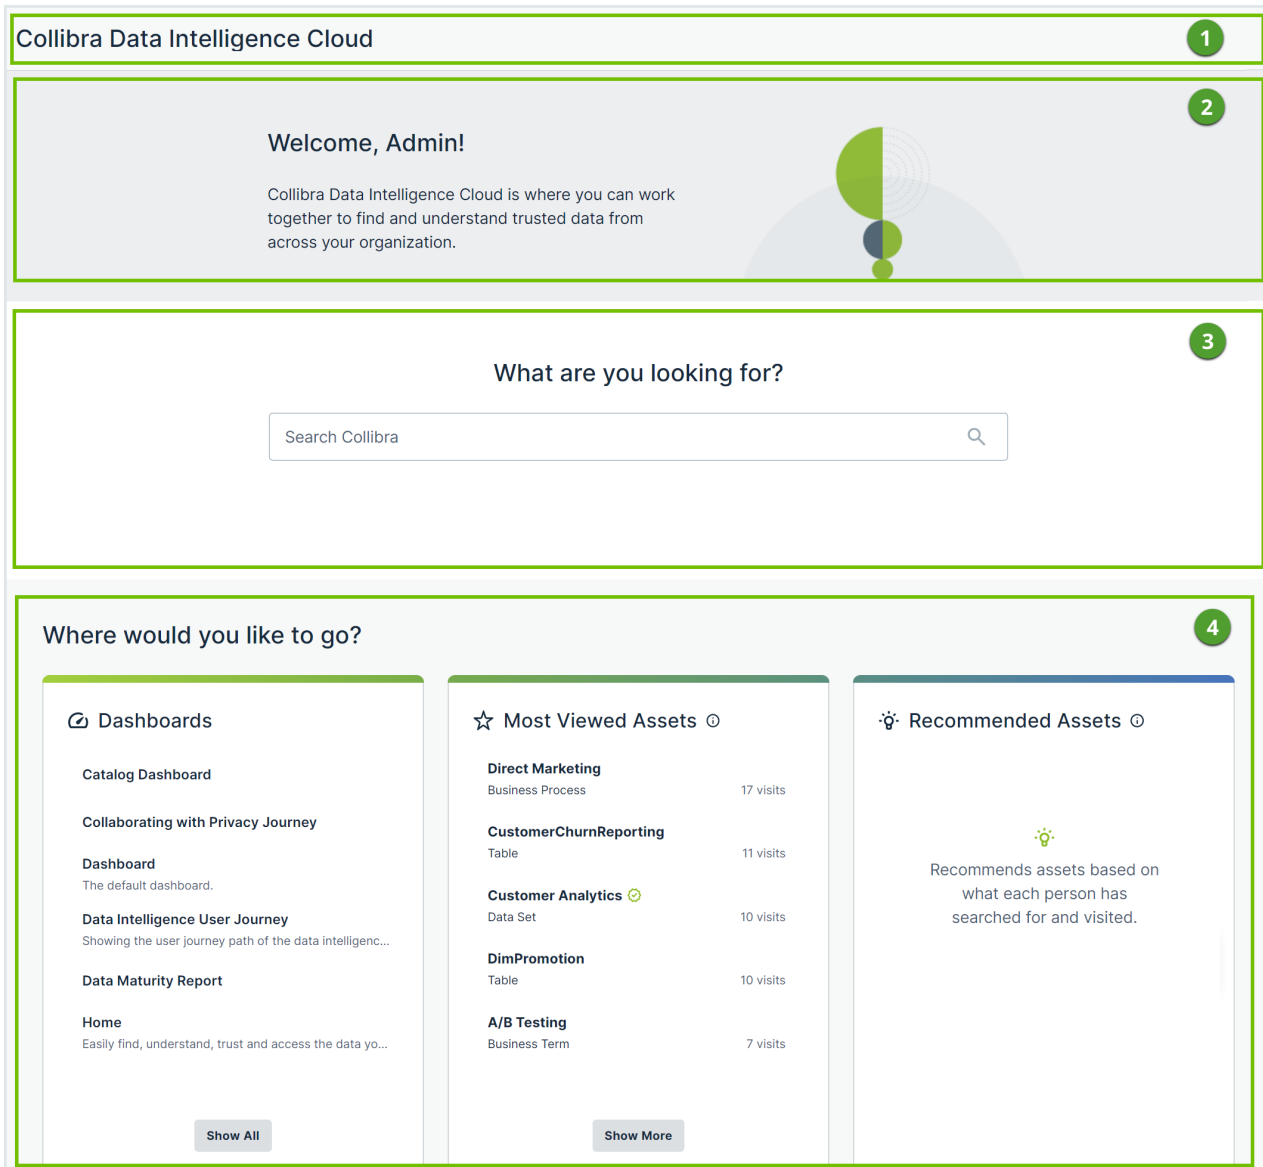 Collibra Data Intelligence Cloud
1
2
Welcome, Admin!
Collibra Data Intelligence Cloud is where you can work
together to find and understand trusted data from
across your organization.
3
What are you looking for?
Search Collibra
Where would you like to go?
4
Dashboards
Catalog Dashboard
Collaborating with Privacy Journey
Dashboard
The default dashboard.
Data Intelligence User Journey
Showing the user journey path of the data intelligenc...
Data Maturity Report
Home
Easily find, understand, trust and access the data yo...
Show All
Most Viewed Assets
Direct Marketing
Business Process 17 visits
CustomerChurnReporting
Table 11 visits
Customer Analytics
Data Set 10 visits
DimPromotion
Table 10 visits
A/B Testing
Business Term 7 visits
Show More
Recommended Assets
Recommends assets based on
what each person has
searched for and visited.